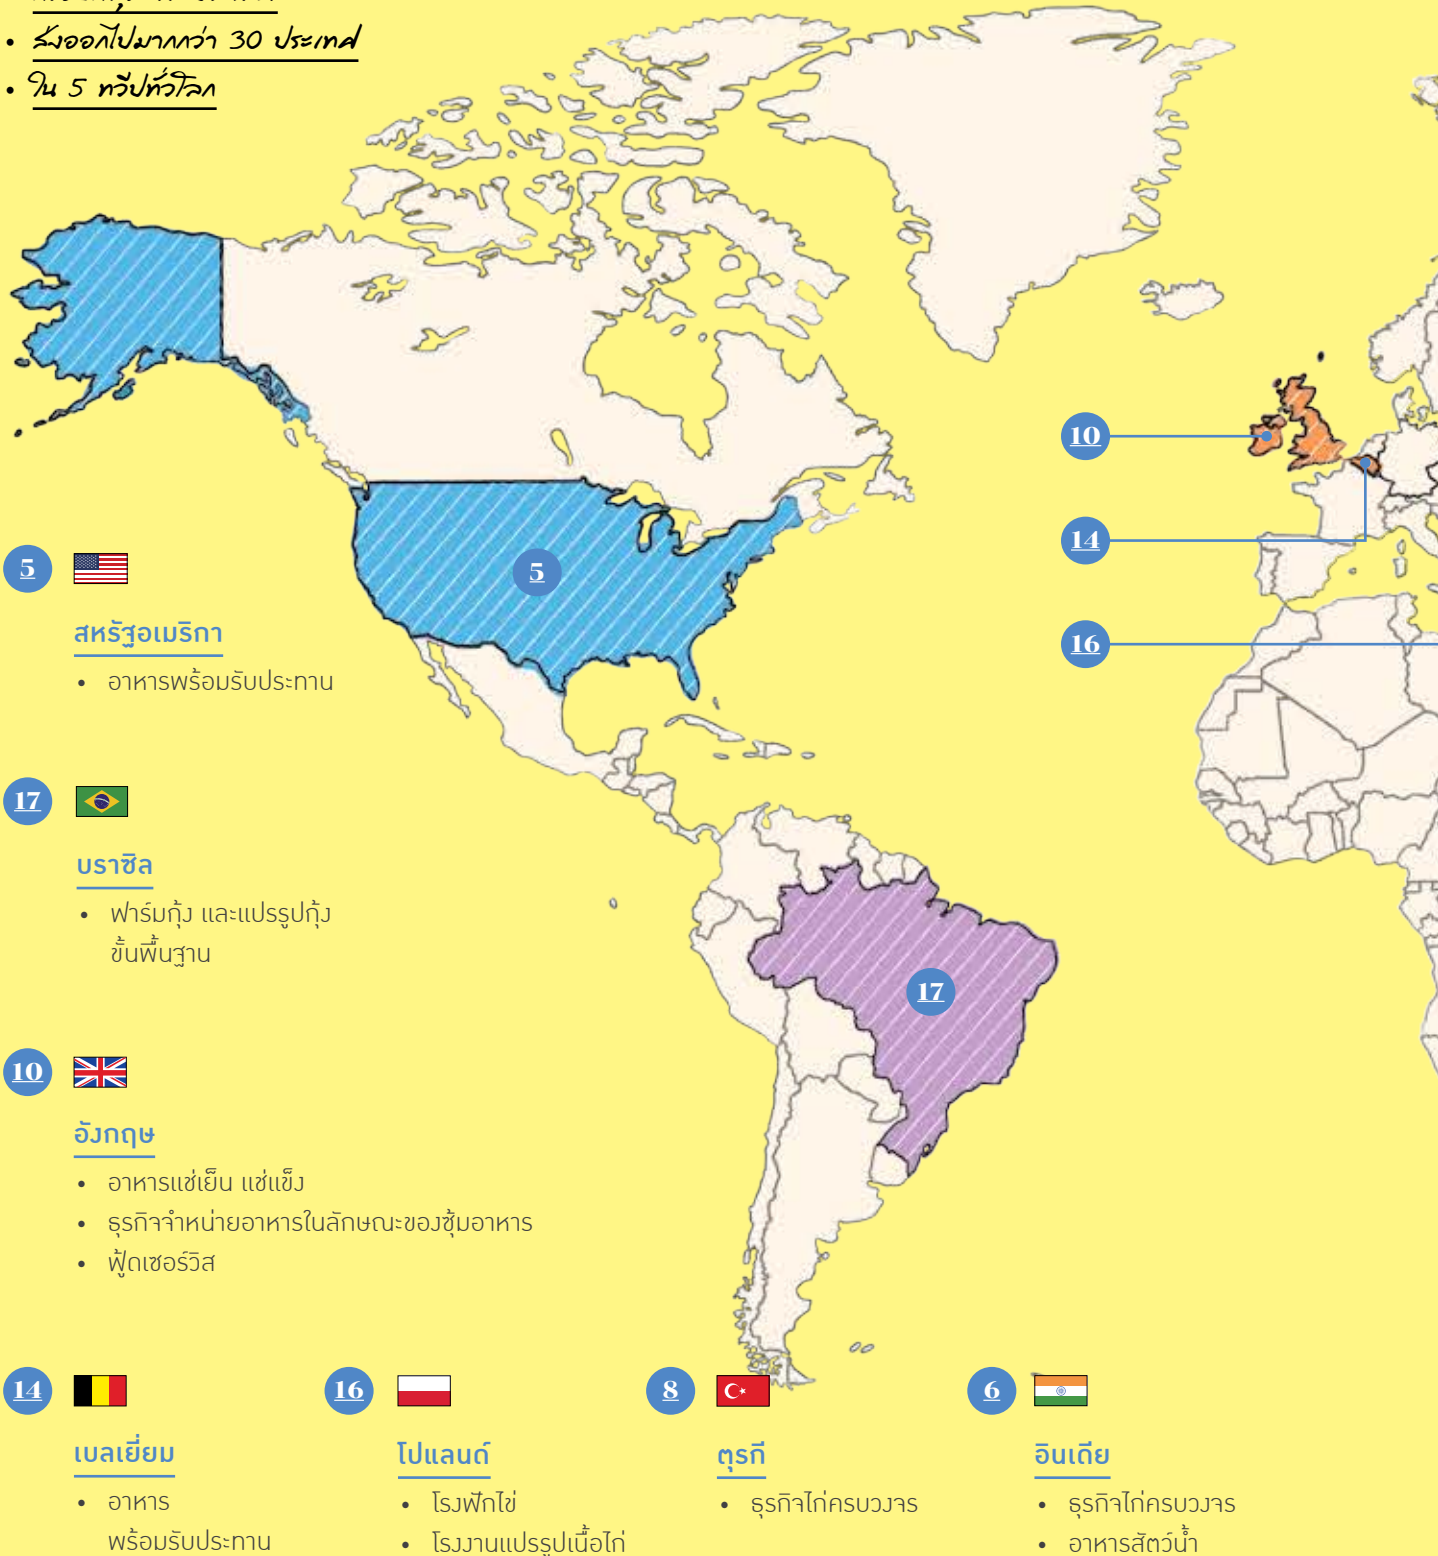 • ส่งออกไปมากกว่า 30 ประเทศ
• ใน 5 ทวีปทั่วโลก
10
14
16
5
5
สหรัฐอเมริกา
• อาหารพร้อมรับประทาน
17
บราซิล
• ฟาร์มกุ้ง และแปรรูปกุ้ง
ขั้นพื้นฐาน
17
10
อังกฤษ
• อาหารแช่เย็น แช่แข็ง
• ธุรกิจจำหน่ายอาหารในลักษณะของซุ้มอาหาร
• ฟู้ดเซอร์วิส
14
เบลเยี่ยม
• อาหาร
พร้อมรับประทาน
16
โปแลนด์
• โรงฟักไข่
• โรงงานแปรรูปเนื้อไก่
8
ตุรกี
• ธุรกิจไก่ครบวงจร
6
อินเดีย
• ธุรกิจไก่ครบวงจร
• อาหารสัตว์น้ำ